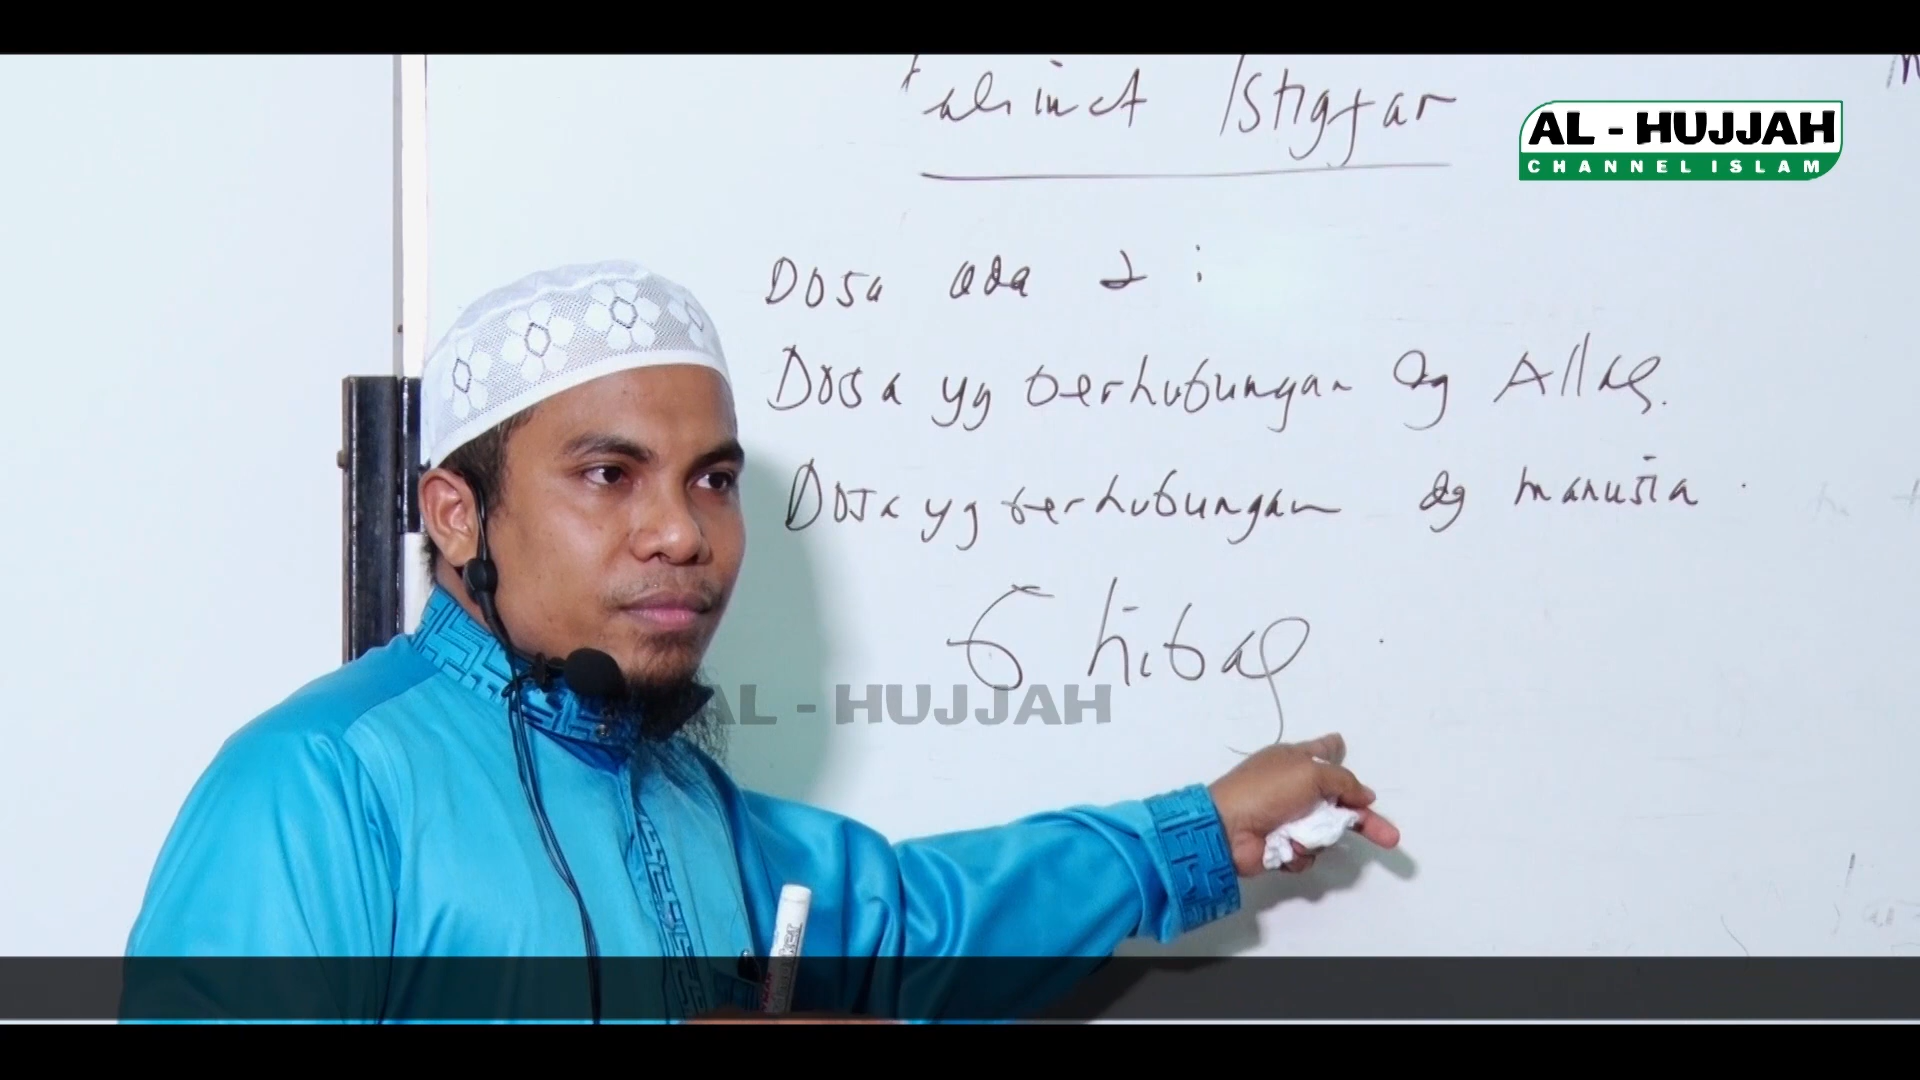 Kalimat Istigfar
AL - HUJJAH
CHANNEL ISLAM
Dosa ada 2 :
Dosa yg berhubungan dg Allah.
Dosa yg berhubungan dg manusia.
Ghibah
AL - HUJJAH